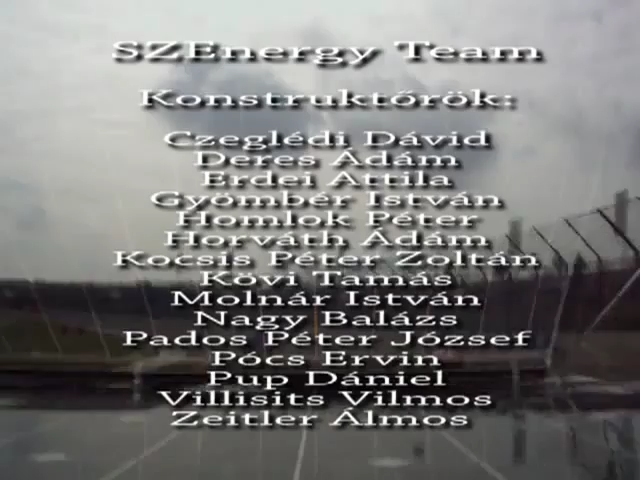 SZEnergy Team
Konstruktőrök:
Czeglédi Dávid
Deres Ádám
Erdei Attila
Gyömbér István
Homlok Péter
Horváth Ádám
Kocsis Péter Zoltán
Kövi Tamás
Molnár István
Nagy Balázs
Pados Péter József
Pócs Ervin
Pup Dániel
Villisits Vilmos
Zeitler Álmos